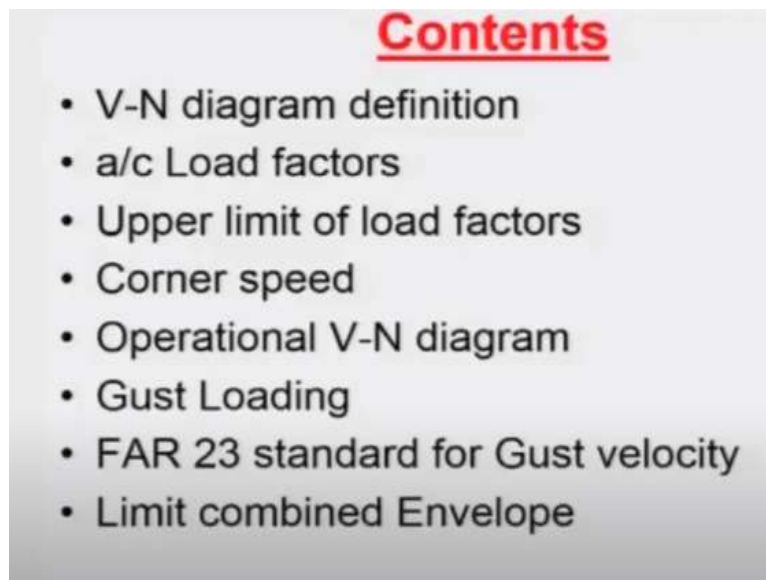 Contents
• V-N diagram definition
• a/c Load factors
• Upper limit of load factors
• Corner speed
• Operational V-N diagram
• Gust Loading
• FAR 23 standard for Gust velocity
• Limit combined Envelope